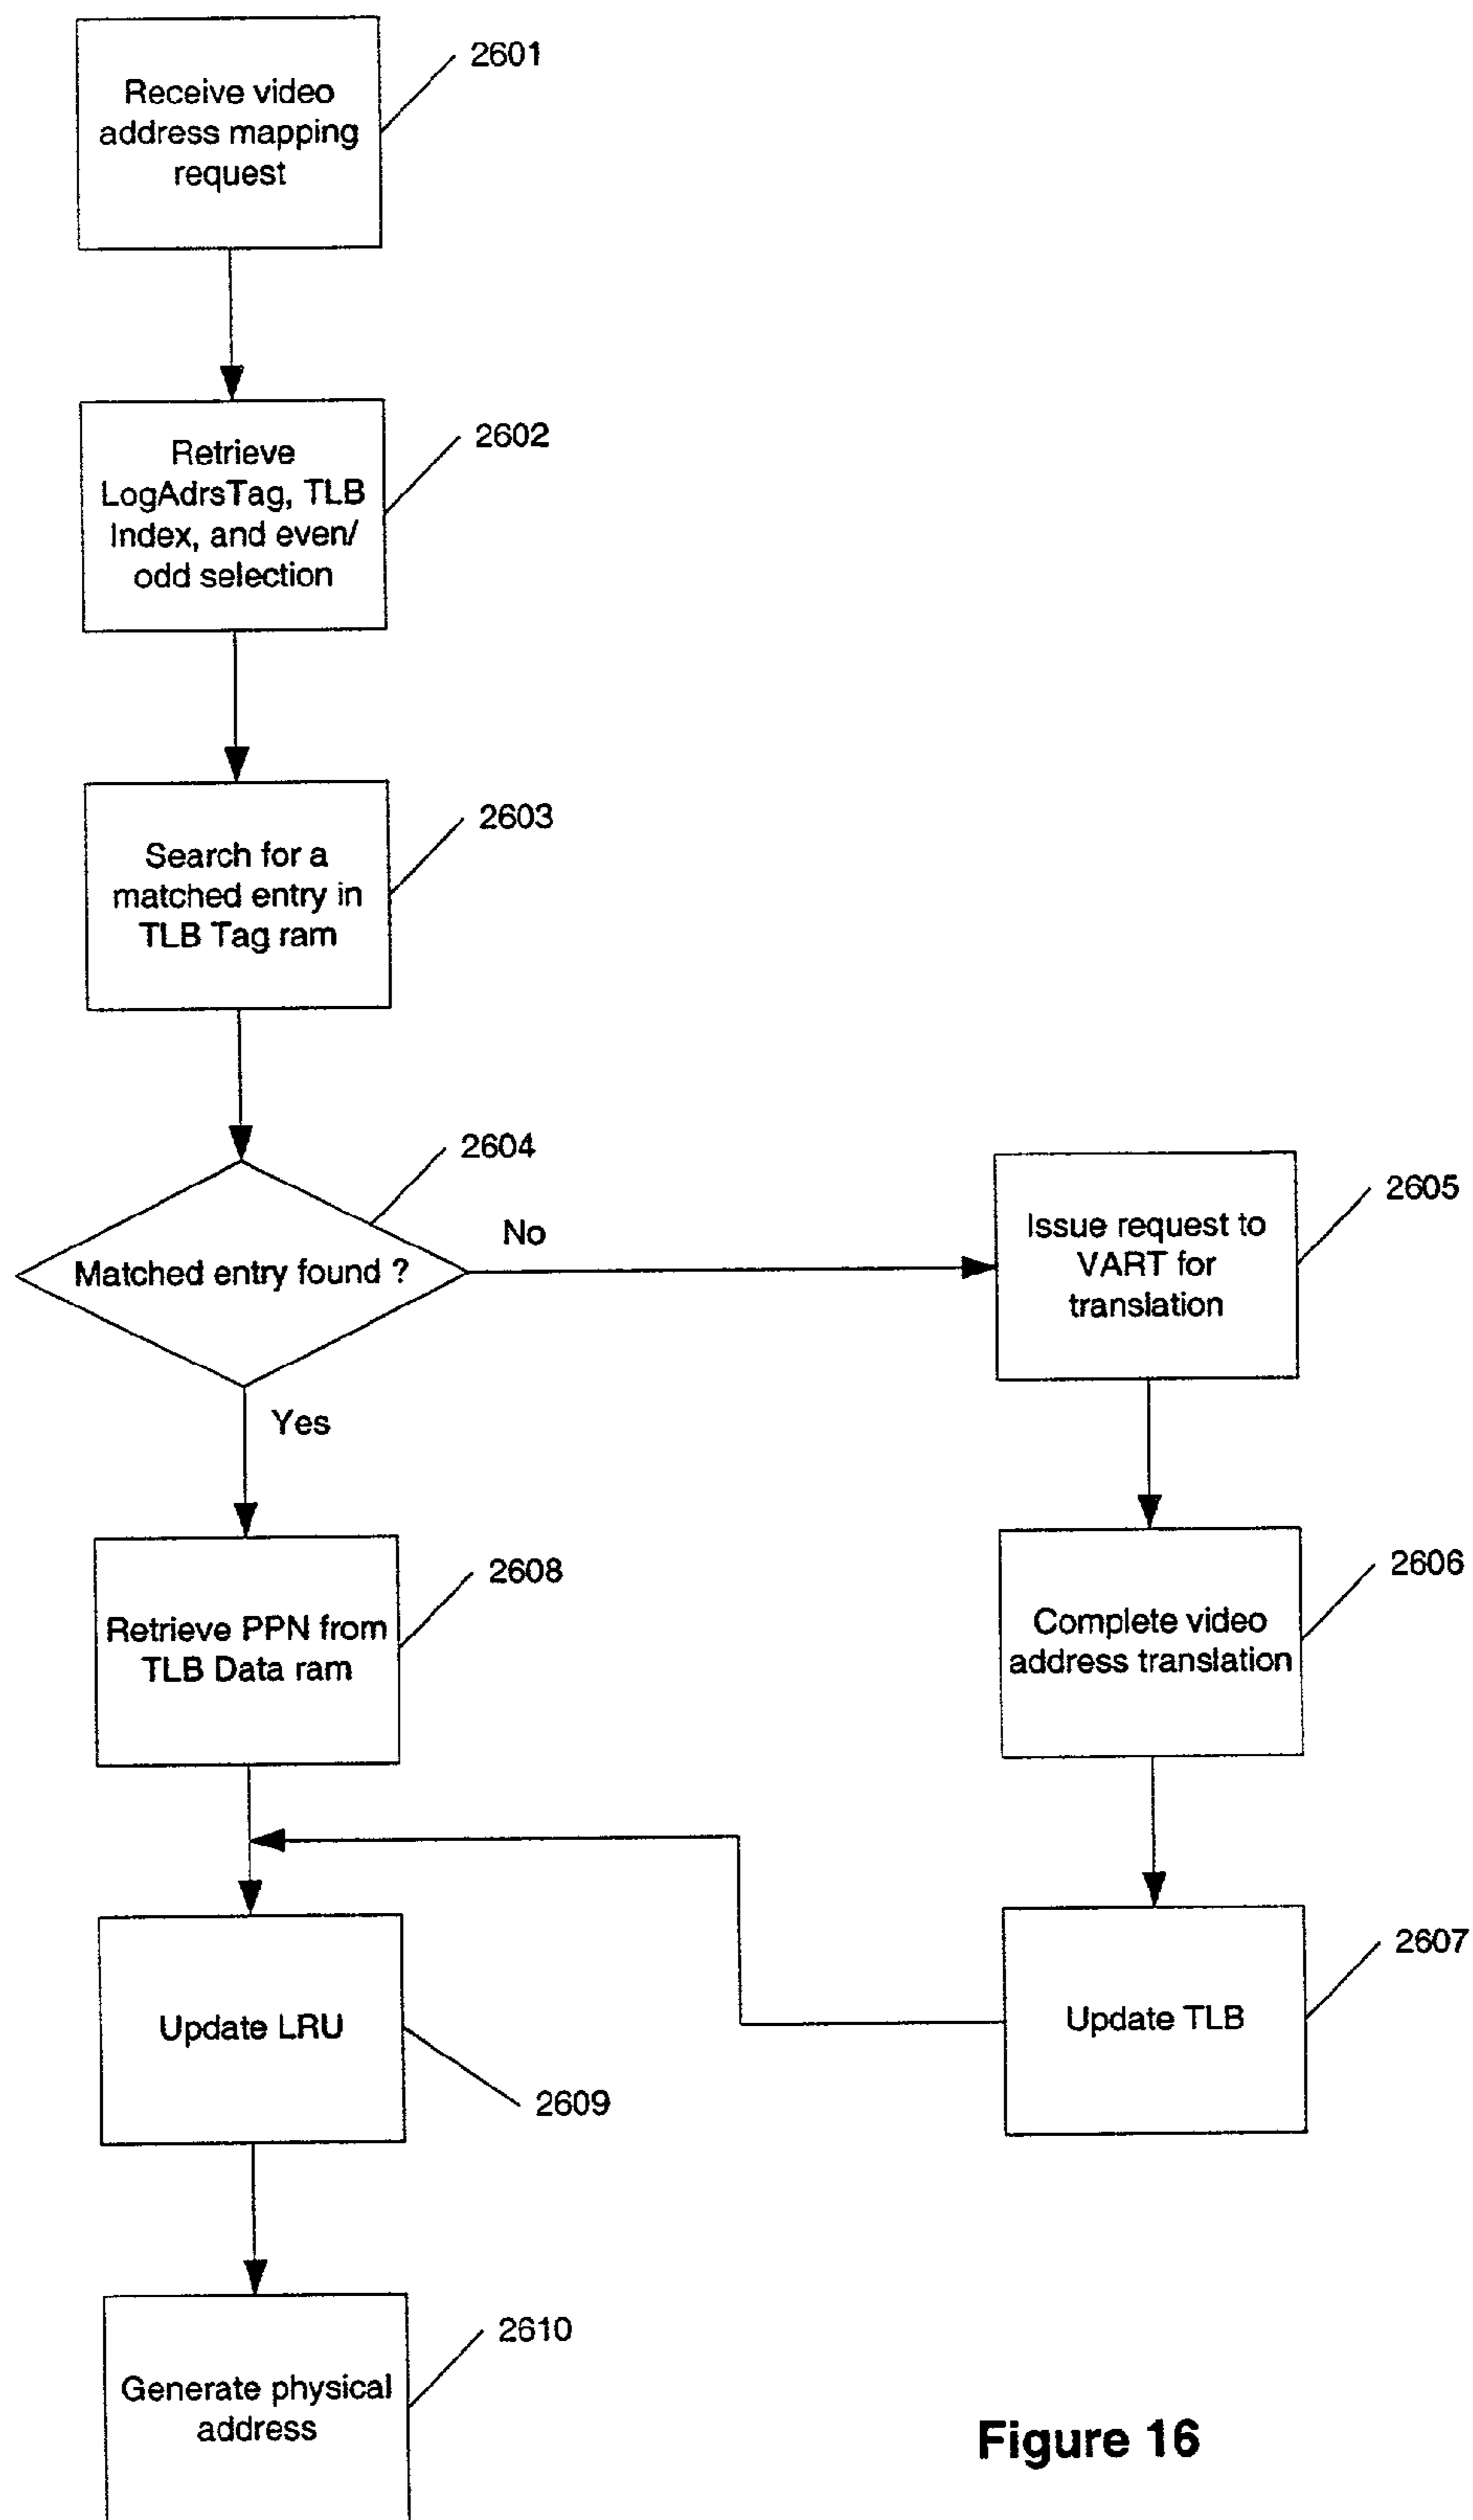 Receive video
address mapping
request
2601
Retrieve
LogAdrsTag, TLB
Index, and even/
odd selection
2602
Search for a
matched entry in
TLB Tag ram
2603
Matched entry found ?
2604
No
Yes
Issue request to
VART for
translation
2605
Retrieve PPN from
TLB Data ram
2608
Complete video
address translation
2606
Update LRU
2609
Update TLB
2607
Generate physical
address
2610
Figure 16